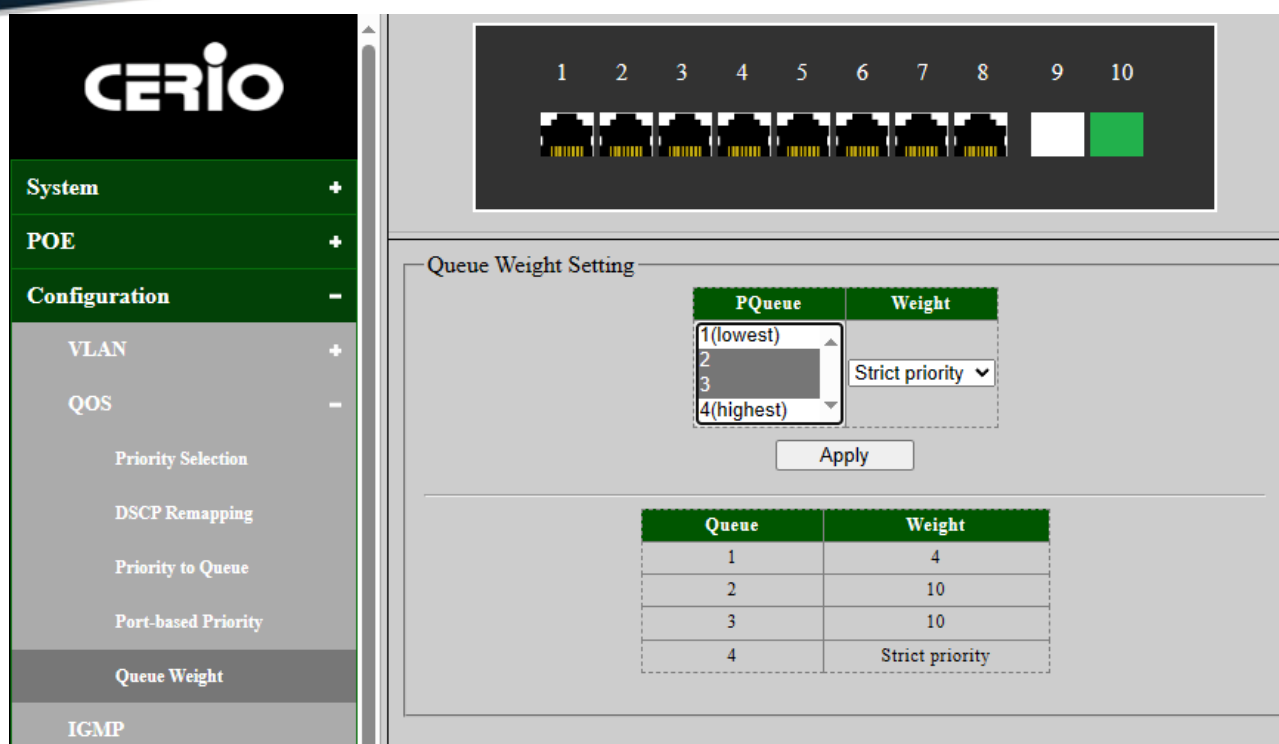 CERIO
System
POE
Configuration
VLAN
QOS
Priority Selection
DSCP Remapping
Priority to Queue
Port-based Priority
Queue Weight
IGMP
1 2 3 4 5 6 7 8 9 10
Queue Weight Setting
PQueue Weight
1(lowest)
2
3
4(highest)
Strict priority
Apply
Queue Weight
1 4
2 10
3 10
4 Strict priority